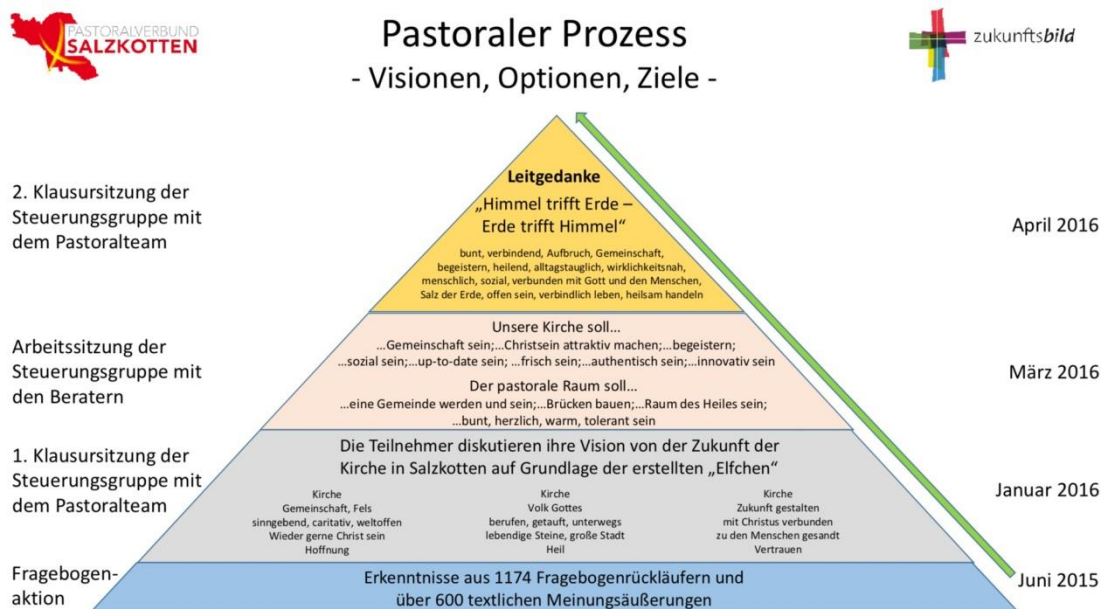 PASTORALVERBUND
SALZKOTTEN
Pastoraler Prozess
- Visionen, Optionen, Ziele -
zukunftsbild
2. Klausursitzung der
Steuerungsgruppe mit
dem Pastoralteam
Leitgedanke
„Himmel trifft Erde –
Erde trifft Himmel“
bunt, verbindend, Aufbruch, Gemeinschaft,
begeistern, heilend, alltagstauglich, wirklichkeitsnah,
menschlich, sozial, verbunden mit Gott und den Menschen,
Salz der Erde, offen sein, verbindlich leben, heilsam handeln
April 2016
Arbeitssitzung der
Steuerungsgruppe mit
den Beratern
Unsere Kirche soll...
...Gemeinschaft sein;...Christsein attraktiv machen;...begeistern;
...sozial sein;...up-to-date sein; ...frisch sein;...authentisch sein;...innovativ sein
Der pastorale Raum soll...
...eine Gemeinde werden und sein;...Brücken bauen;...Raum des Heiles sein;
...bunt, herzlich, warm, tolerant sein
März 2016
1. Klausursitzung der
Steuerungsgruppe mit
dem Pastoralteam
Die Teilnehmer diskutieren ihre Vision von der Zukunft der
Kirche in Salzkotten auf Grundlage der erstellten „Elfchen“
Kirche
Gemeinschaft, Fels
sinngebend, caritativ, weltoffen
Wieder gerne Christ sein
Hoffnung
Kirche
Volk Gottes
berufen, getauft, unterwegs
lebendige Steine, große Stadt
Heil
Kirche
Zukunft gestalten
mit Christus verbunden
zu den Menschen gesandt
Vertrauen
Januar 2016
Fragebogen-
aktion
Erkenntnisse aus 1174 Fragebogenrückläufern und
über 600 textlichen Meinungsäußerungen
Juni 2015